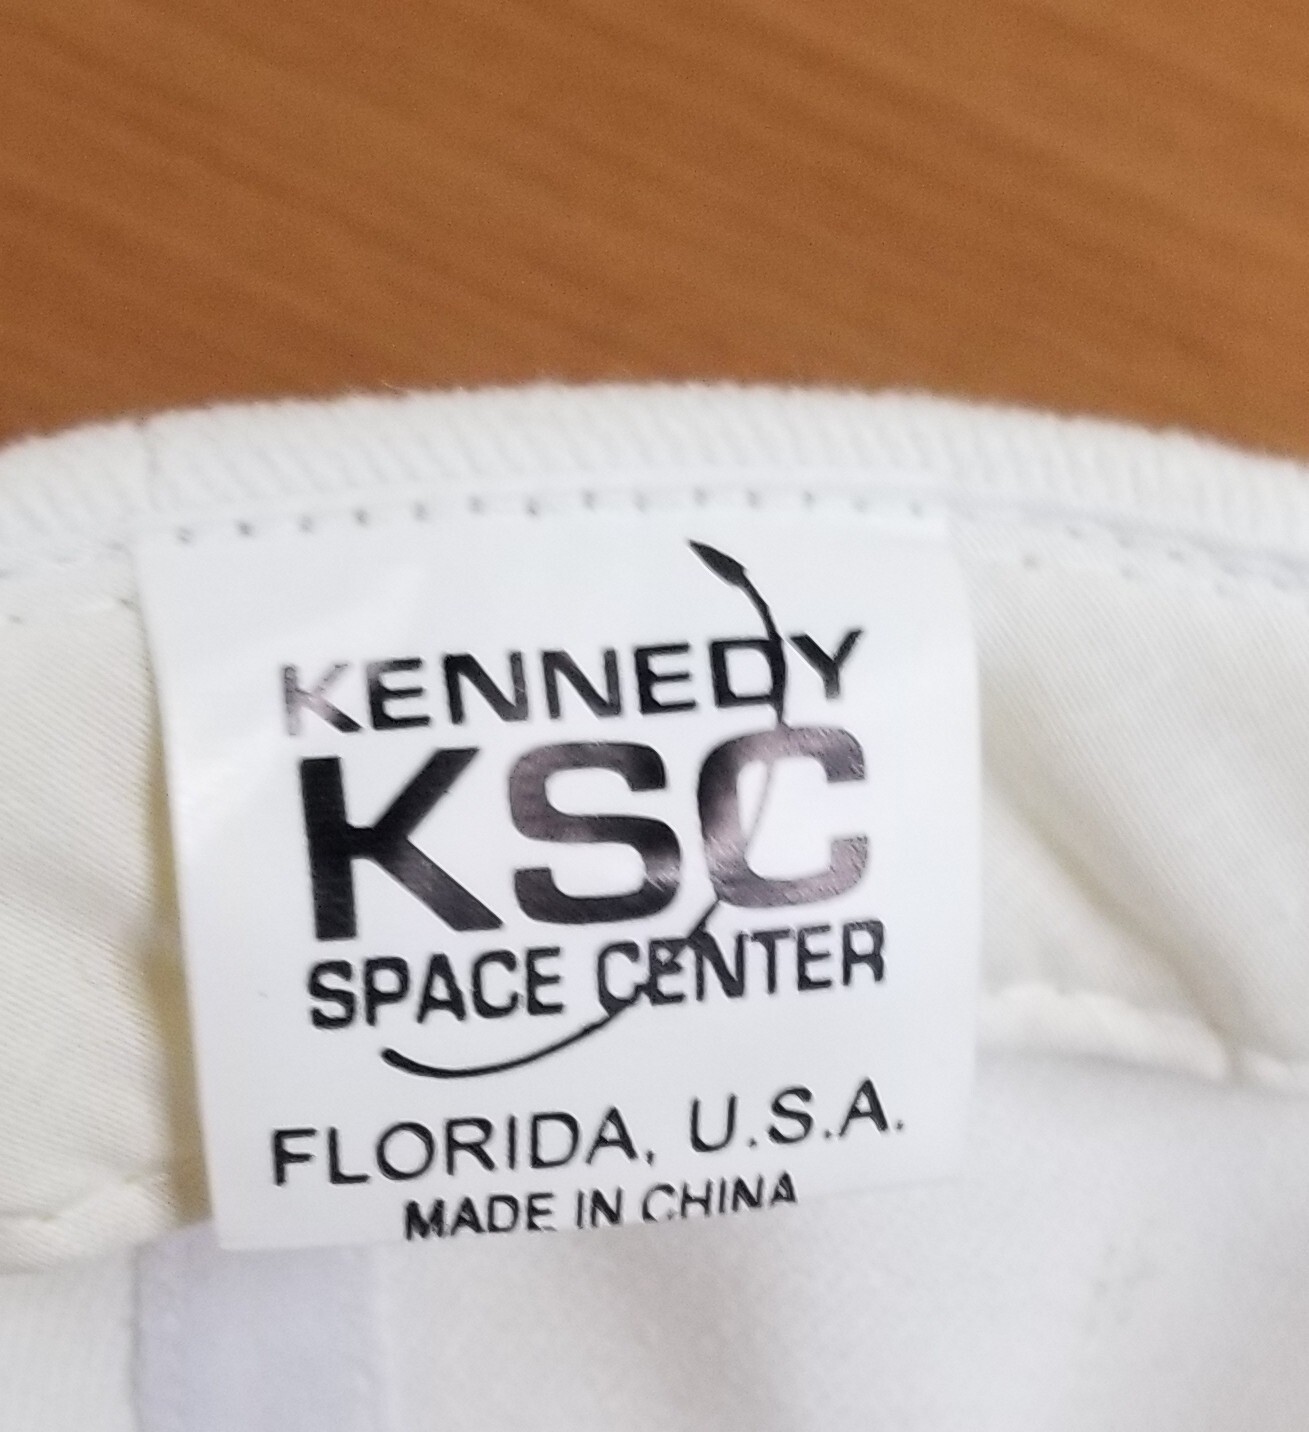 KENNEDY
KSC
SPACE CENTER
FLORIDA, U.S.A.
MADE IN CHINA